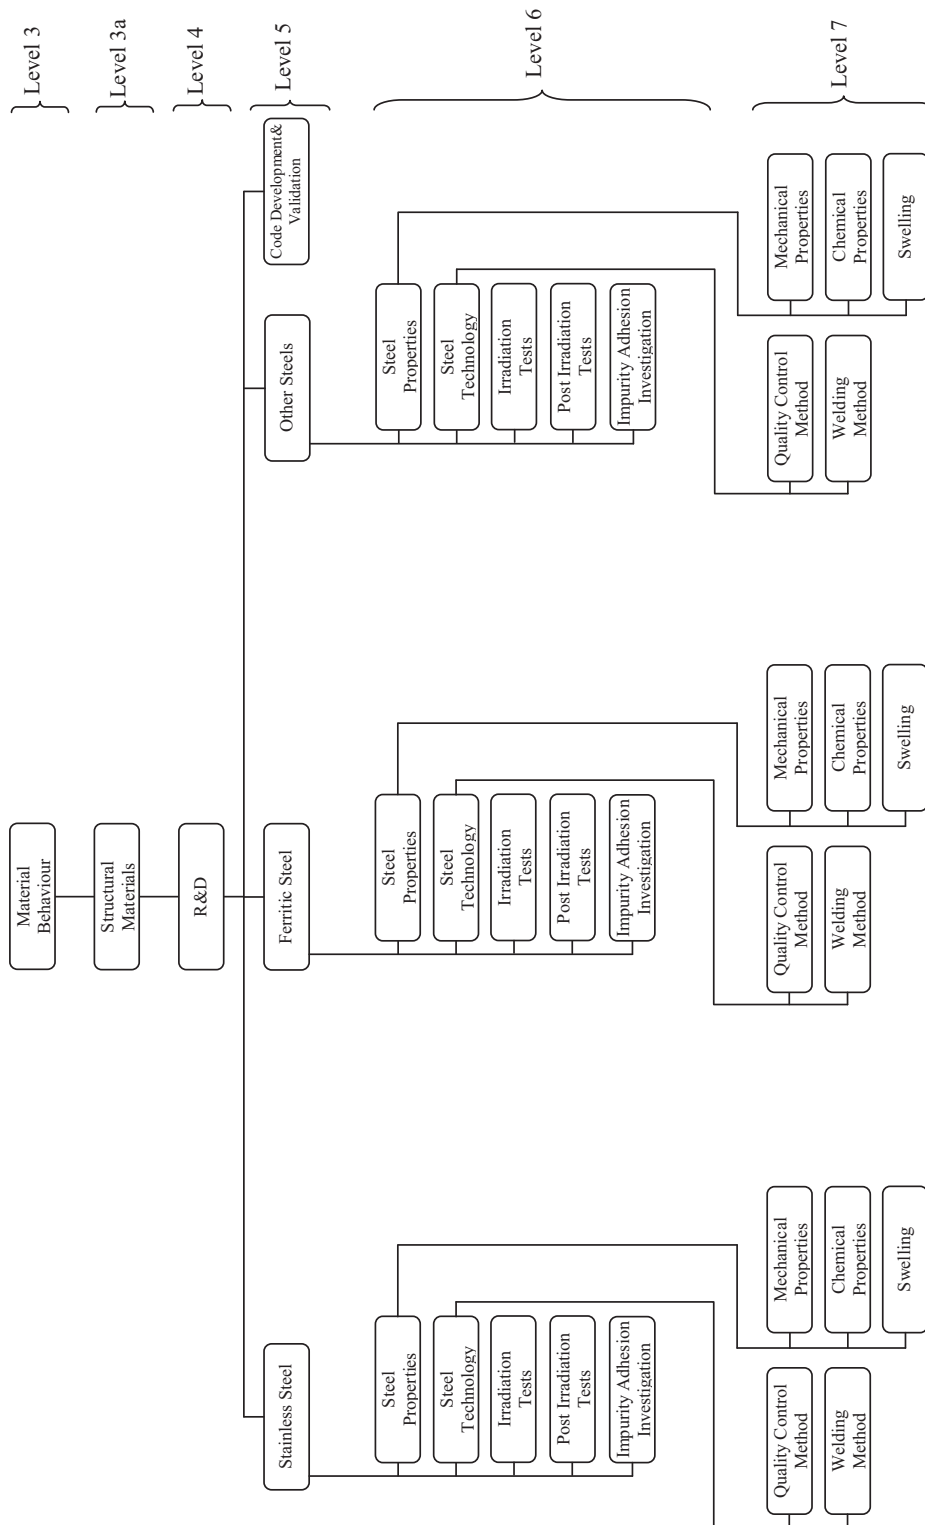 Material
Behaviour
Level 3
Structural
Materials
Level 3a
R&D
Level 4
Stainless Steel
Ferritic Steel
Other Steels
Code Development&
Validation
Level 5
Steel
Properties
Steel
Technology
Irradiation
Tests
Post Irradiation
Tests
Impurity Adhesion
Investigation
Steel
Properties
Steel
Technology
Irradiation
Tests
Post Irradiation
Tests
Impurity Adhesion
Investigation
Steel
Properties
Steel
Technology
Irradiation
Tests
Post Irradiation
Tests
Impurity Adhesion
Investigation
Level 6
Quality Control
Method
Welding
Method
Mechanical
Properties
Chemical
Properties
Swelling
Quality Control
Method
Welding
Method
Mechanical
Properties
Chemical
Properties
Swelling
Quality Control
Method
Welding
Method
Mechanical
Properties
Chemical
Properties
Swelling
Level 7